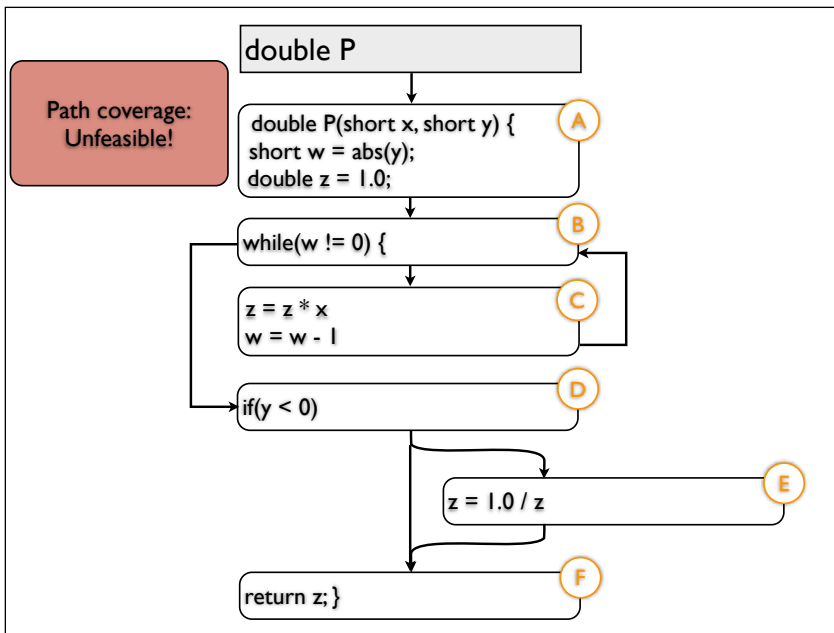 double P
Path coverage:
Unfeasible!
double P(short x, short y) {
short w = abs(y);
double z = 1.0;
A
while(w != 0) {
B
z = z * x
w = w - 1
C
if(y < 0)
D
z = 1.0 / z
E
return z; }
F